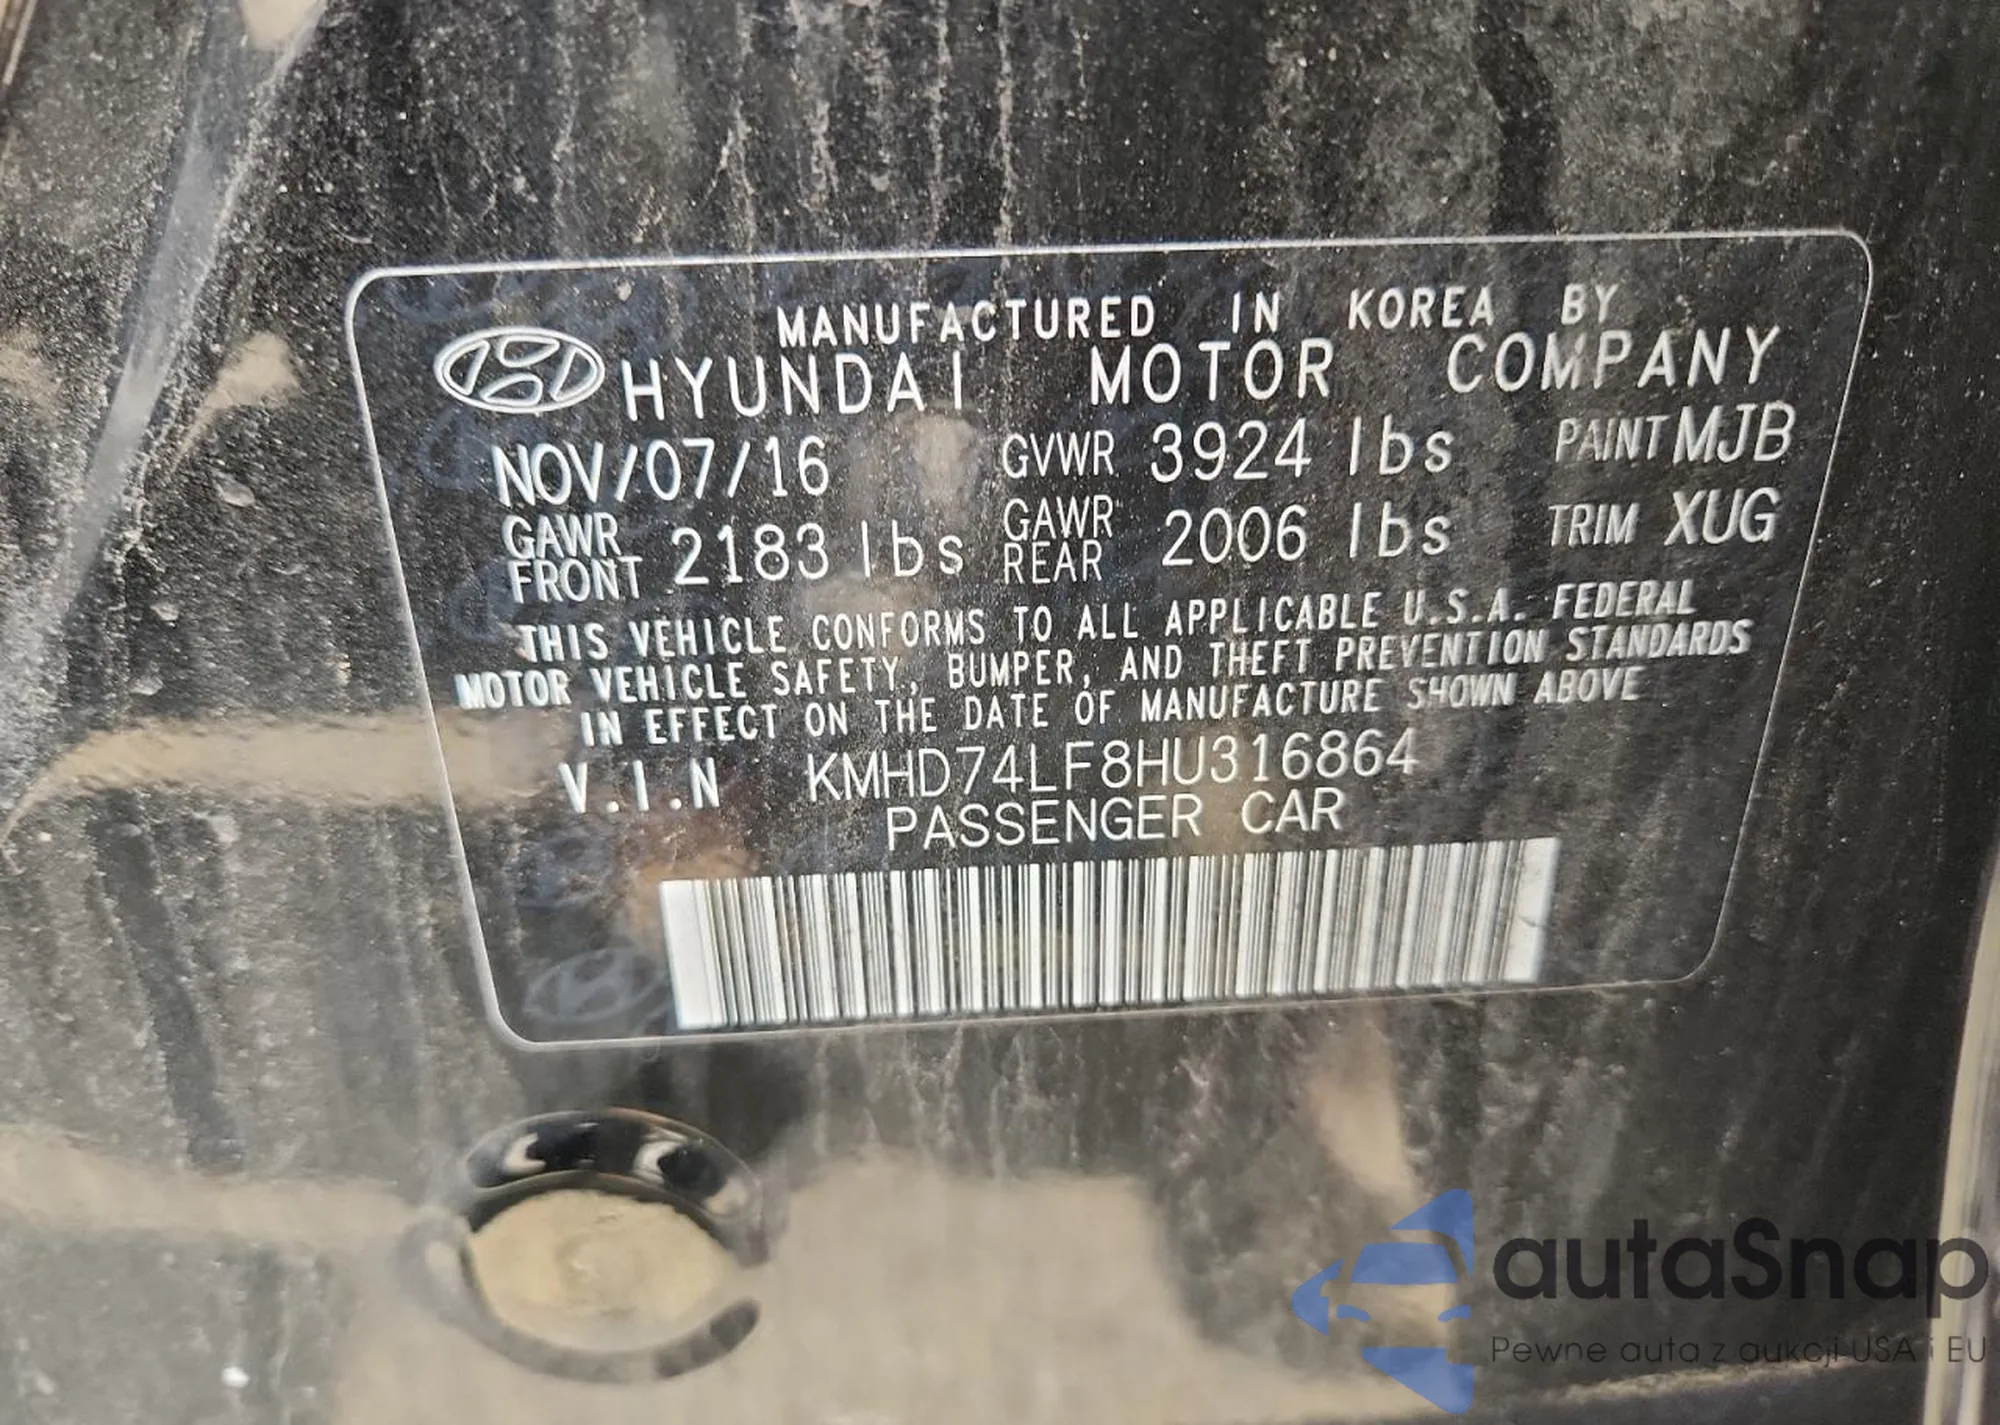 MANUFACTURED IN KOREA BY
HYUNDAI MOTOR COMPANY
NOV/07/16 GVWR 3924 lbs PAINT MJB
GAWR FRONT 2183 lbs GAWR REAR 2006 lbs TRIM XUG
THIS VEHICLE CONFORMS TO ALL APPLICABLE U.S.A. FEDERAL
MOTOR VEHICLE SAFETY, BUMPER, AND THEFT PREVENTION STANDARDS
IN EFFECT ON THE DATE OF MANUFACTURE SHOWN ABOVE
V.I.N KMHD74LF8HU316864
PASSENGER CAR
autaSnap
Pewne auta z aukcji USA i EU